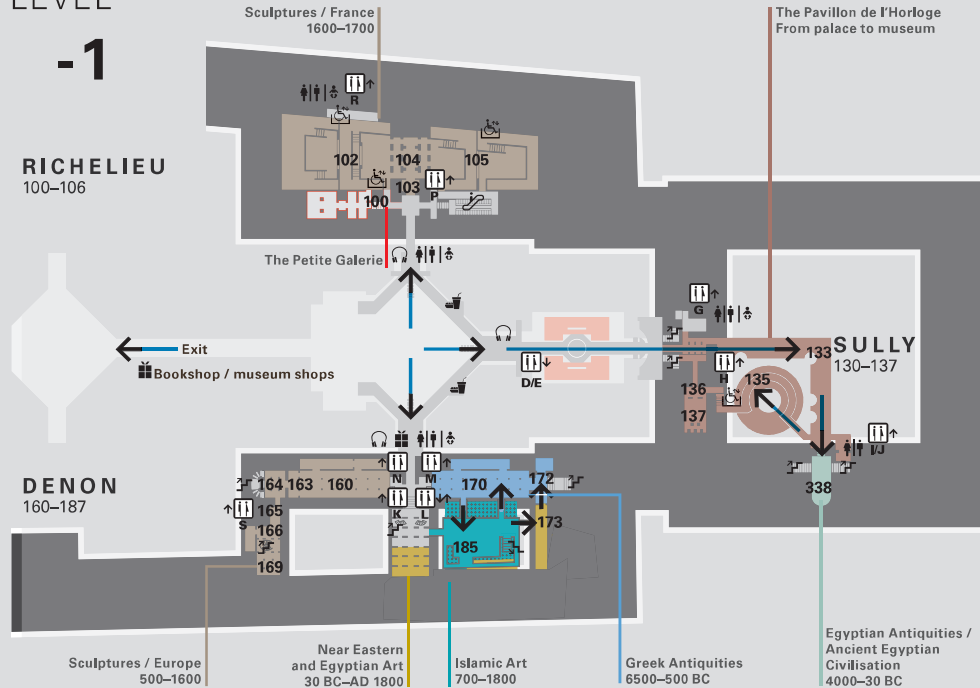 LEVEL
-1
Sculptures / France
1600–1700
The Pavillon de l'Horloge
From palace to museum
R
RICHELIEU
100–106
102
104
105
103
P
100
The Petite Galerie
G
Exit
Bookshop / museum shops
D/E
H
133
SULLY
130–137
136
135
137
I/J
DENON
160–187
N
M
164
163
160
170
172
338
K
L
S
165
173
166
185
169
Sculptures / Europe
500–1600
Near Eastern
and Egyptian Art
30 BC–AD 1800
Islamic Art
700–1800
Greek Antiquities
6500–500 BC
Egyptian Antiquities /
Ancient Egyptian
Civilisation
4000–30 BC